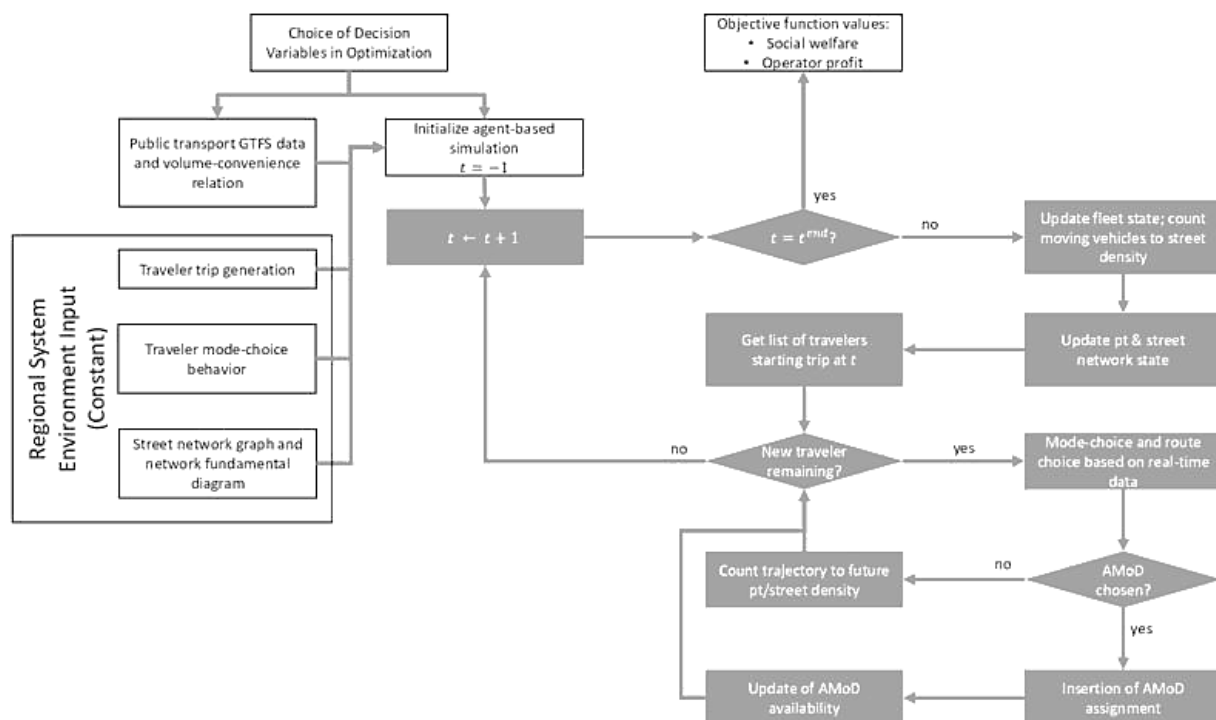 Choice of Decision
Variables in Optimization
Public transport GTFS data
and volume-convenience
relation
Initialize agent-based
simulation
t = −1
Regional System
Environment Input
(Constant)
Traveler trip generation
Traveler mode-choice
behavior
Street network graph and
network fundamental
diagram
t ← t + 1
Objective function values:
• Social welfare
• Operator profit
yes
t = t^end?
no
Update fleet state; count
moving vehicles to street
density
Get list of travelers
starting trip at t
Update pt & street
network state
no
New traveler
remaining?
yes
Mode-choice and route
choice based on real-time
data
Count trajectory to future
pt/street density
no
AMoD
chosen?
yes
Update of AMoD
availability
Insertion of AMoD
assignment